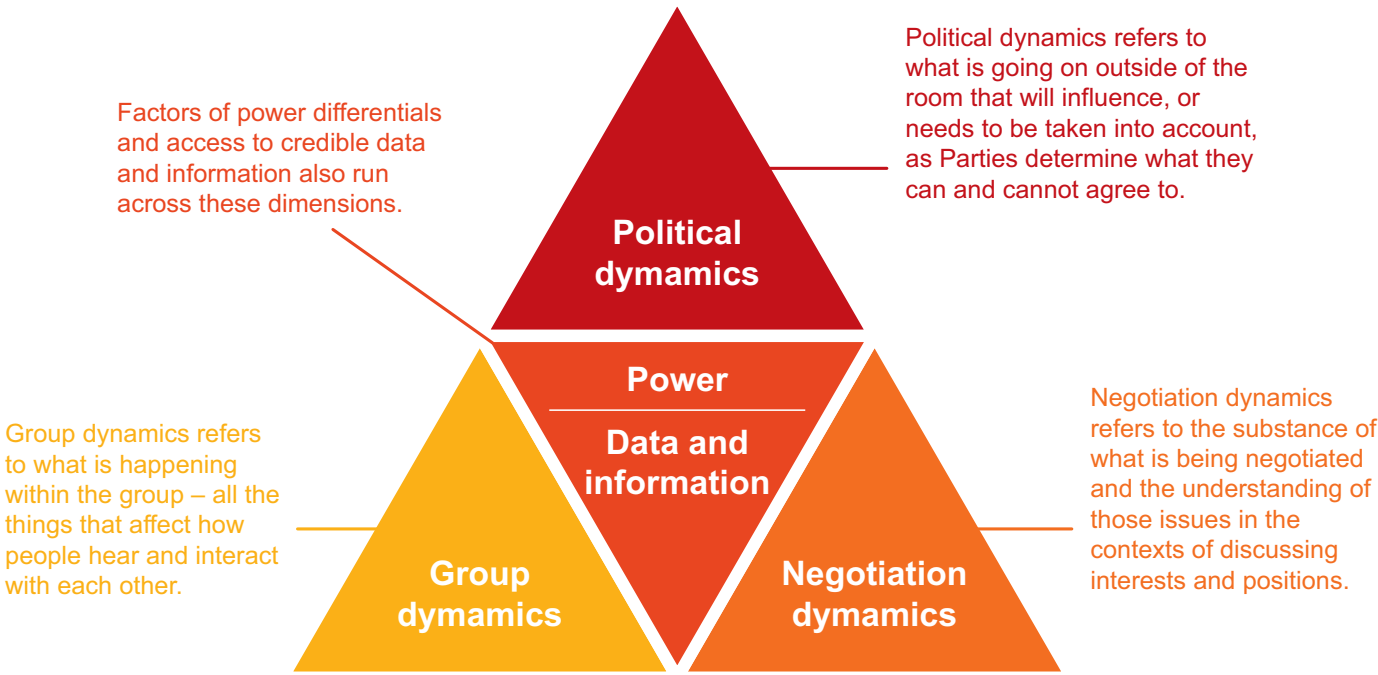 Political dynamics refers to
what is going on outside of the
room that will influence, or
needs to be taken into account,
as Parties determine what they
can and cannot agree to.
Factors of power differentials
and access to credible data
and information also run
across these dimensions.
Political
dymamics
Power
Data and
information
Group dynamics refers
to what is happening
within the group – all the
things that affect how
people hear and interact
with each other.
Negotiation dynamics
refers to the substance of
what is being negotiated
and the understanding of
those issues in the
contexts of discussing
interests and positions.
Group
dymamics
Negotiation
dymamics